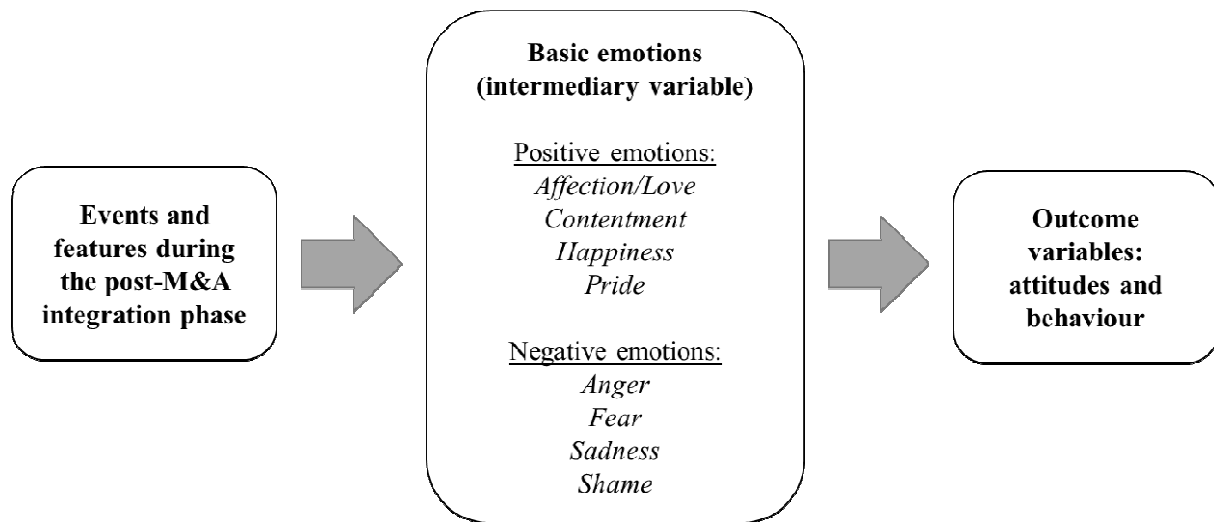 Events and
features during
the post-M&A
integration phase
Basic emotions
(intermediary variable)
Positive emotions:
Affection/Love
Contentment
Happiness
Pride
Negative emotions:
Anger
Fear
Sadness
Shame
Outcome
variables:
attitudes and
behaviour